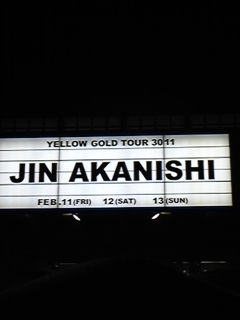 YELLOW GOLD TOUR 3011
JIN AKANISHI
FEB.11(FRI) 12(SAT) 13(SUN)